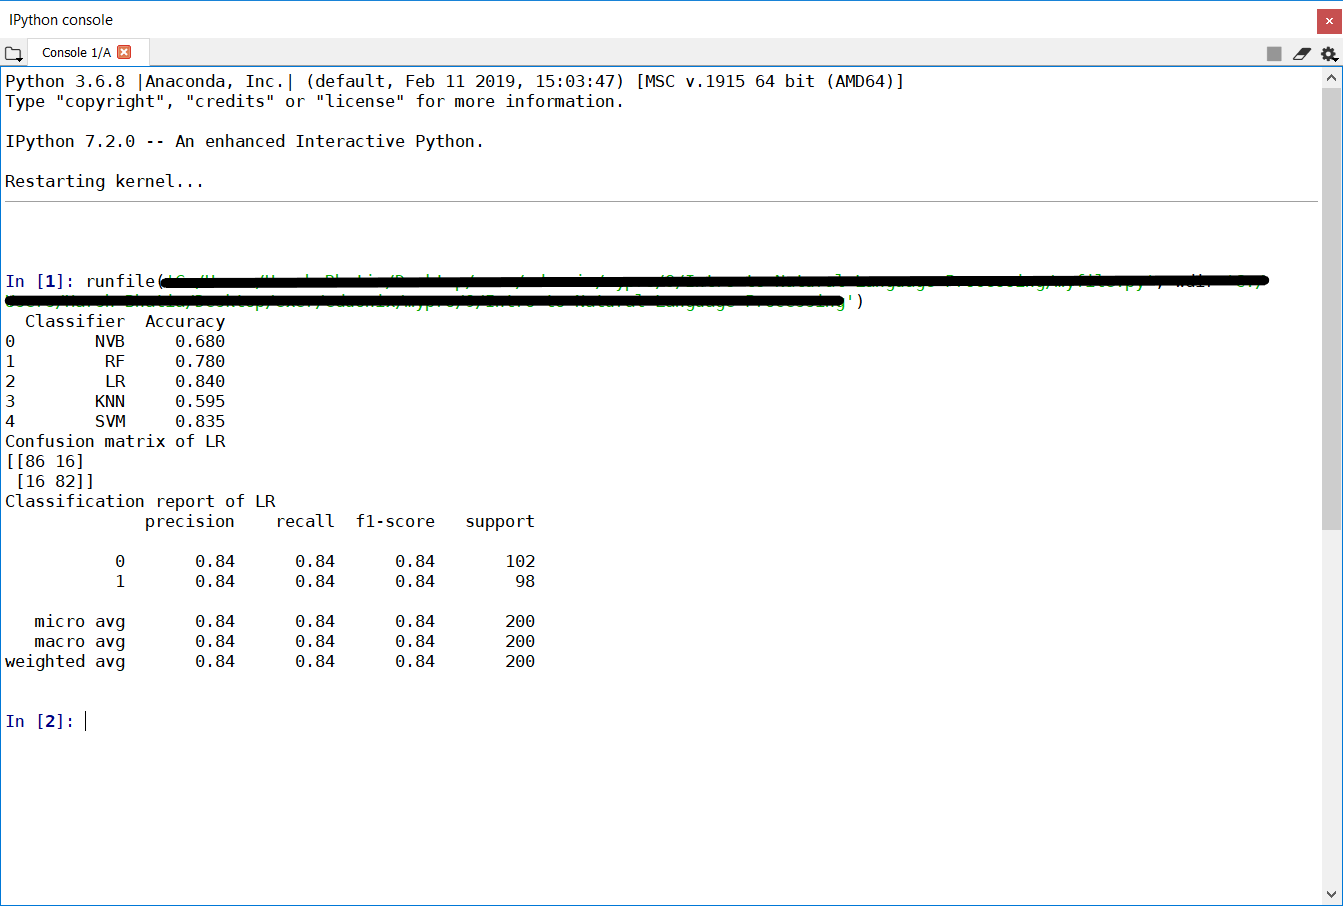 IPython console
Console 1/A
Python 3.6.8 |Anaconda, Inc.| (default, Feb 11 2019, 15:03:47) [MSC v.1915 64 bit (AMD64)]
Type "copyright", "credits" or "license" for more information.
IPython 7.2.0 -- An enhanced Interactive Python.
Restarting kernel...
In [1]: runfile(
')
Classifier Accuracy
0 NVB 0.680
1 RF 0.780
2 LR 0.840
3 KNN 0.595
4 SVM 0.835
Confusion matrix of LR
[[86 16]
[16 82]]
Classification report of LR
precision recall f1-score support
0 0.84 0.84 0.84 102
1 0.84 0.84 0.84 98
micro avg 0.84 0.84 0.84 200
macro avg 0.84 0.84 0.84 200
weighted avg 0.84 0.84 0.84 200
In [2]: